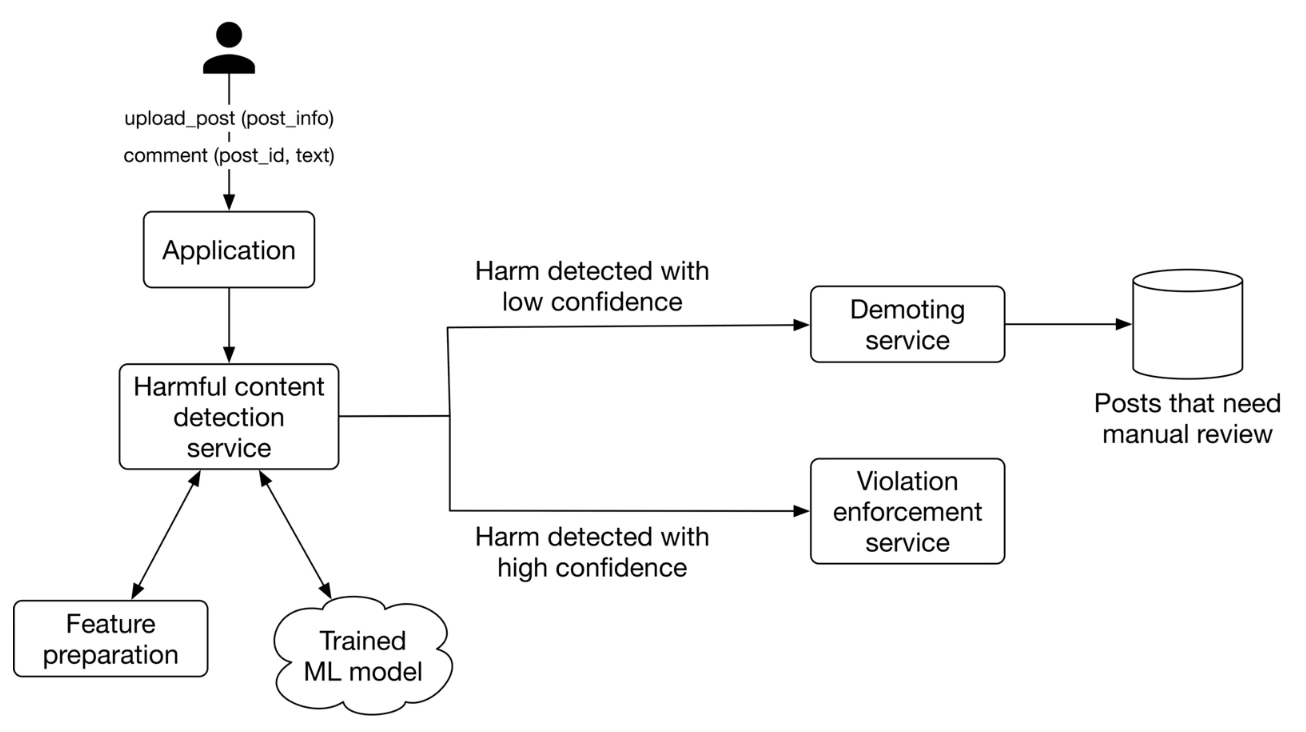 upload_post (post_info)
comment (post_id, text)
Application
Harm detected with
low confidence
Demoting
service
Posts that need
manual review
Harmful content
detection
service
Violation
enforcement
service
Harm detected with
high confidence
Feature
preparation
Trained
ML model